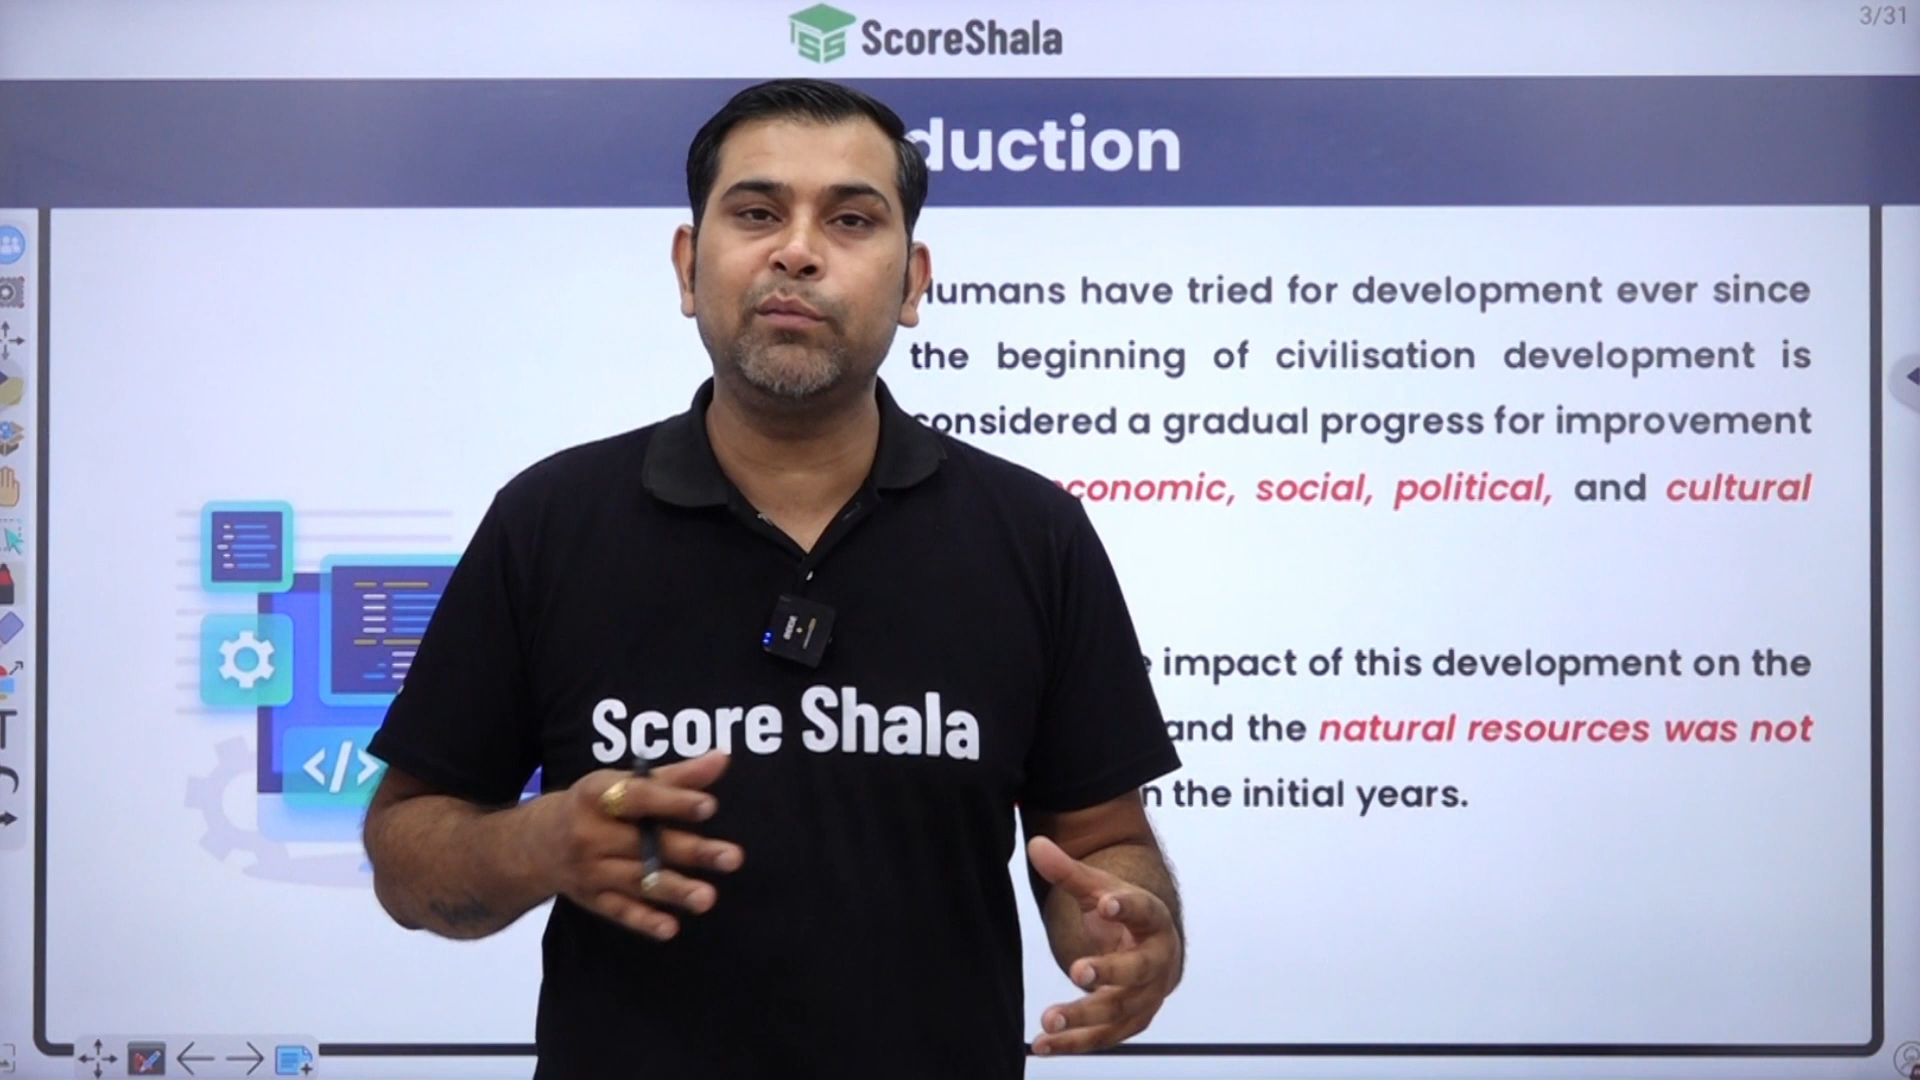 ScoreShala
3/31
duction
umans have tried for development ever since
the beginning of civilisation development is
considered a gradual progress for improvement
economic, social, political, and cultural
impact of this development on the
and the natural resources was not
n the initial years.
</>
Score Shala